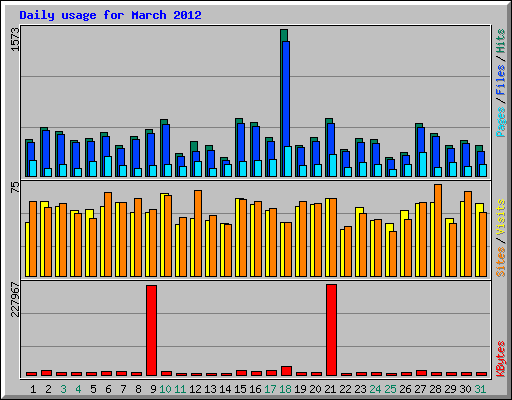 Daily usage for March 2012
1573
Pages / Files / Hits
75
Sites / Visits
227967
KBytes
1 2 3 4 5 6 7 8 9 10 11 12 13 14 15 16 17 18 19 20 21 22 23 24 25 26 27 28 29 30 31